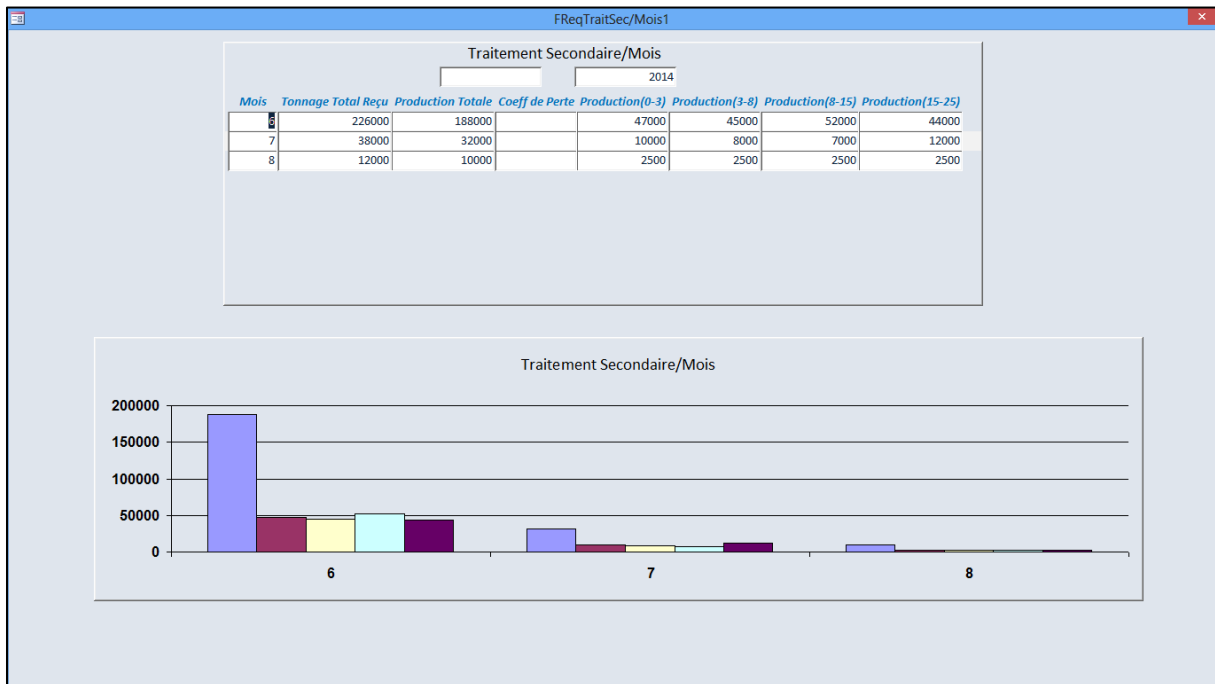 FReqTraitSec/Mois1
Traitement Secondaire/Mois
2014
Mois Tonnage Total Reçu Production Totale Coeff de Perte Production(0-3) Production(3-8) Production(8-15) Production(15-25)
6 226000 188000 47000 45000 52000 44000
7 38000 32000 10000 8000 7000 12000
8 12000 10000 2500 2500 2500 2500
Traitement Secondaire/Mois
200000
150000
100000
50000
0
6 7 8